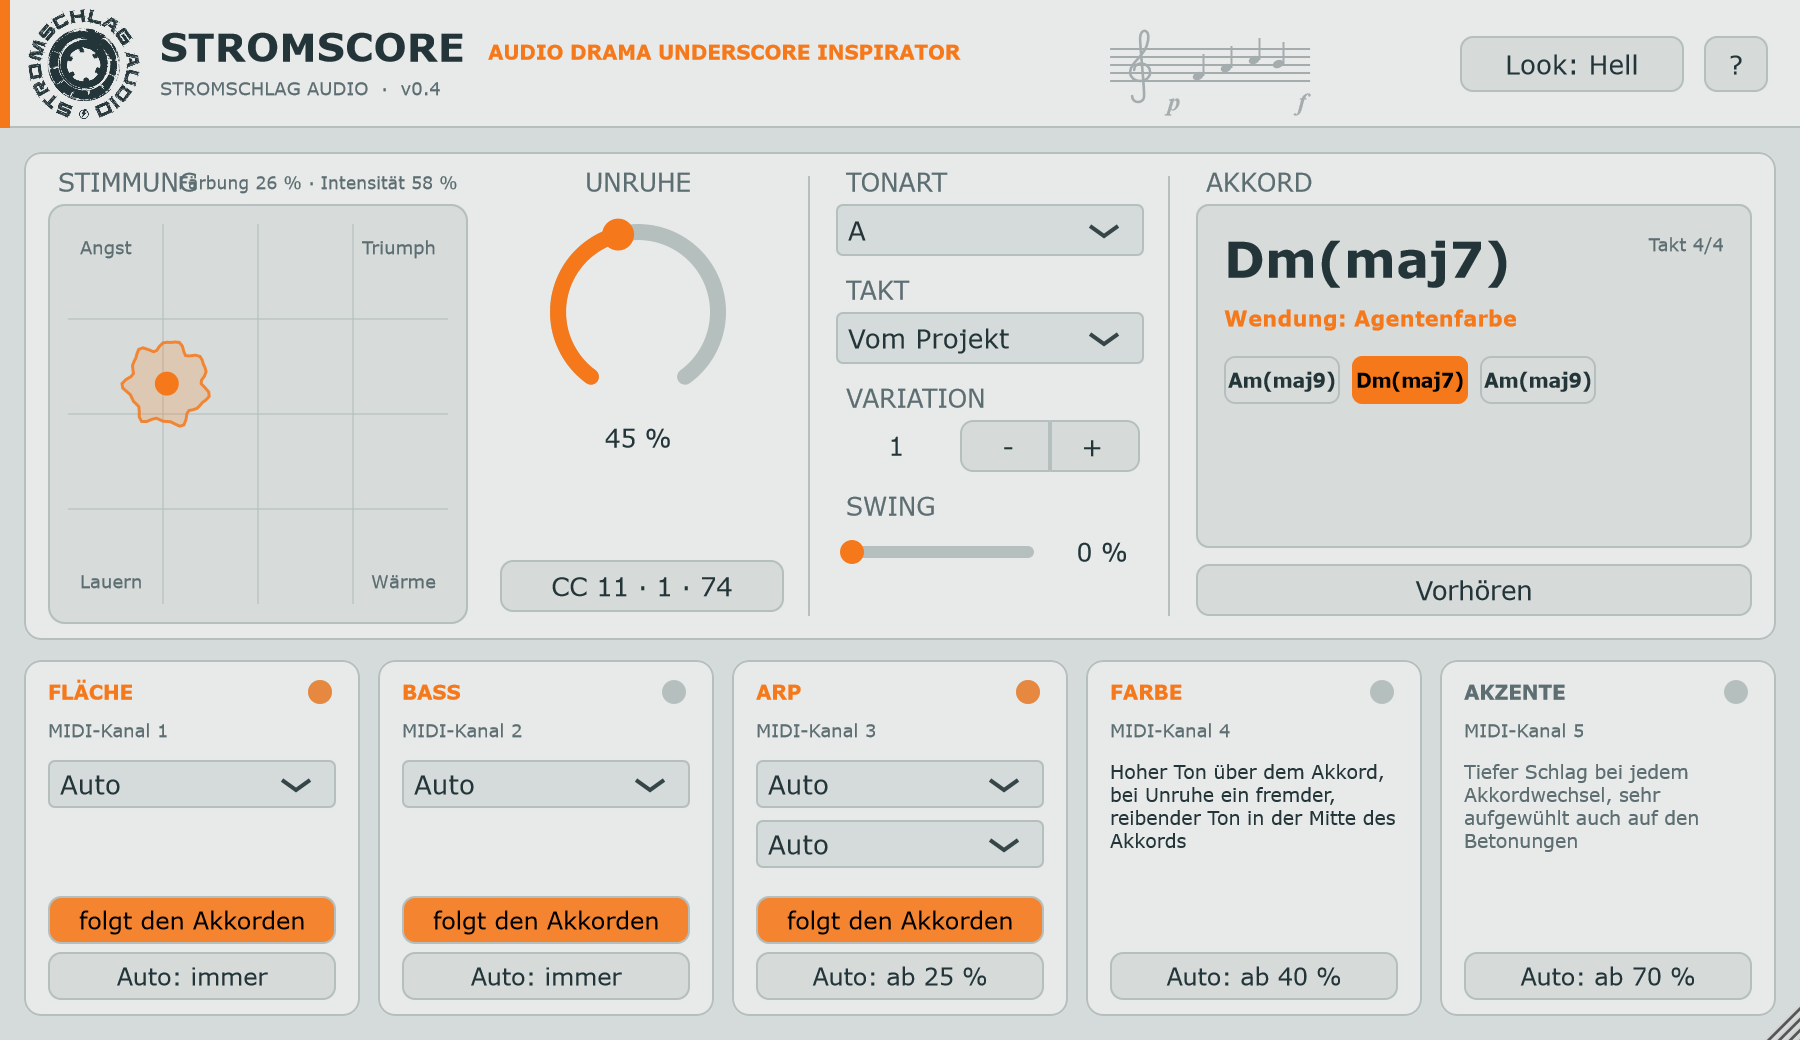 STROMSCHLAG AUDIO
STROMSCORE
AUDIO DRAMA UNDERSCORE INSPIRATOR
STROMSCHLAG AUDIO · v0.4
p f
Look: Hell
?
STIMMUNG
Färbung 26 % · Intensität 58 %
Angst
Triumph
Lauern
Wärme
UNRUHE
45 %
CC 11 · 1 · 74
TONART
A
TAKT
Vom Projekt
VARIATION
1
-
+
SWING
0 %
AKKORD
Dm(maj7)
Takt 4/4
Wendung: Agentenfarbe
Am(maj9)
Dm(maj7)
Am(maj9)
Vorhören
FLÄCHE
MIDI-Kanal 1
Auto
folgt den Akkorden
Auto: immer
BASS
MIDI-Kanal 2
Auto
folgt den Akkorden
Auto: immer
ARP
MIDI-Kanal 3
Auto
Auto
folgt den Akkorden
Auto: ab 25 %
FARBE
MIDI-Kanal 4
Hoher Ton über dem Akkord,
bei Unruhe ein fremder,
reibender Ton in der Mitte des
Akkords
Auto: ab 40 %
AKZENTE
MIDI-Kanal 5
Tiefer Schlag bei jedem
Akkordwechsel, sehr
aufgewühlt auch auf den
Betonungen
Auto: ab 70 %